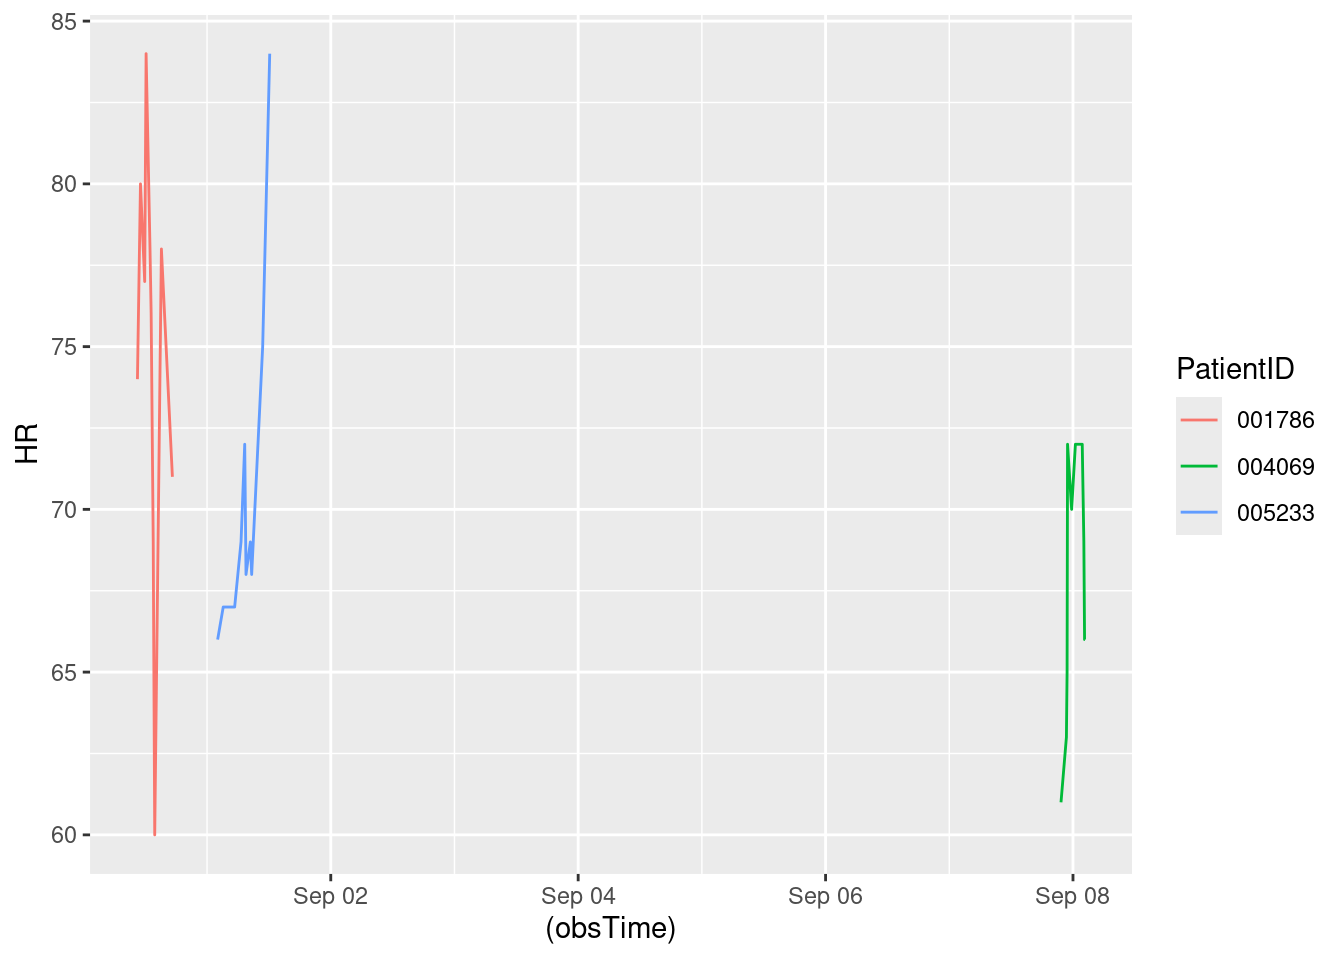 85
80
75
70
65
60
HR
Sep 02
Sep 04
Sep 06
Sep 08
(obsTime)
PatientID
001786
004069
005233